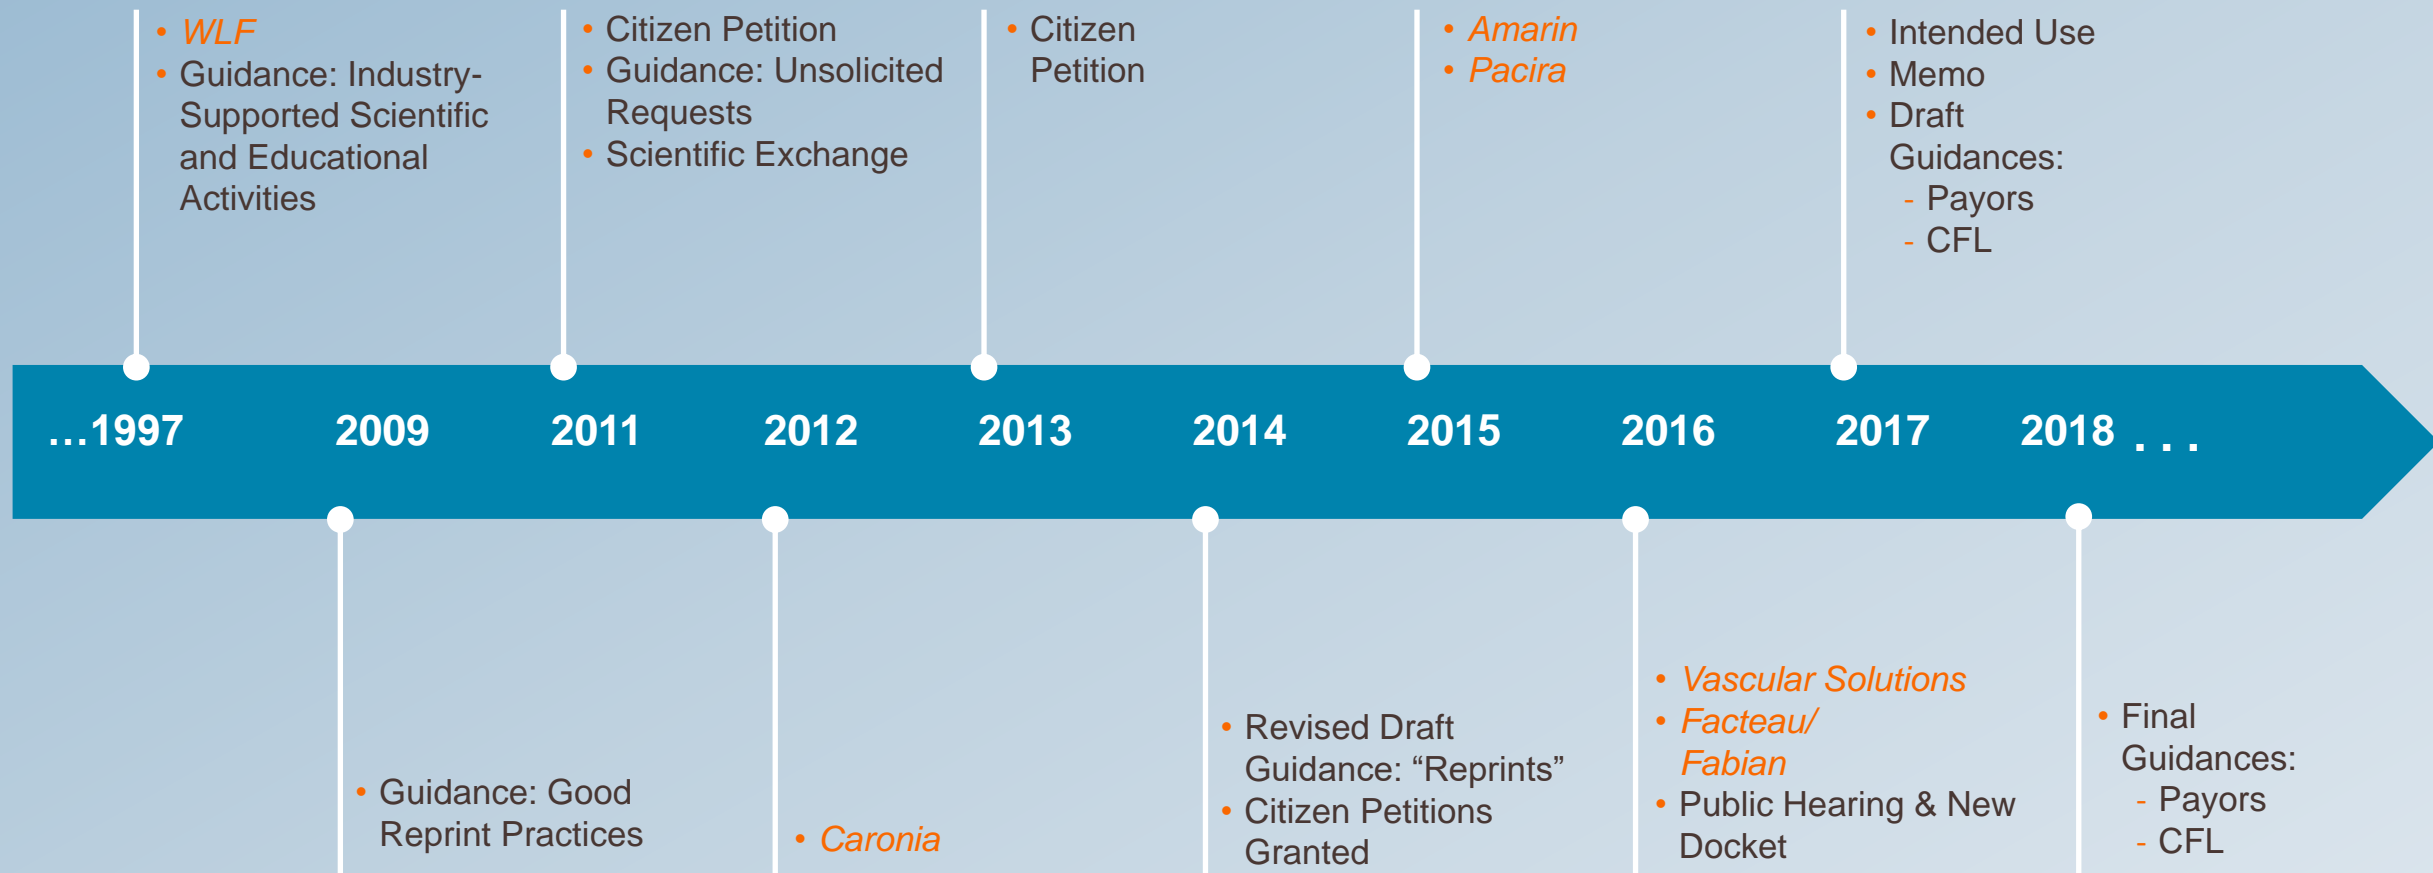 • WLF
• Guidance: Industry-
Supported Scientific
and Educational
Activities
• Citizen Petition
• Guidance: Unsolicited
Requests
• Scientific Exchange
• Citizen
Petition
• Amarin
• Pacira
• Intended Use
• Memo
• Draft
Guidances:
- Payors
- CFL
...1997 2009 2011 2012 2013 2014 2015 2016 2017 2018 . . .
• Guidance: Good
Reprint Practices
• Caronia
• Revised Draft
Guidance: “Reprints”
• Citizen Petitions
Granted
• Vascular Solutions
• Facteau/
Fabian
• Public Hearing & New
Docket
• Final
Guidances:
- Payors
- CFL